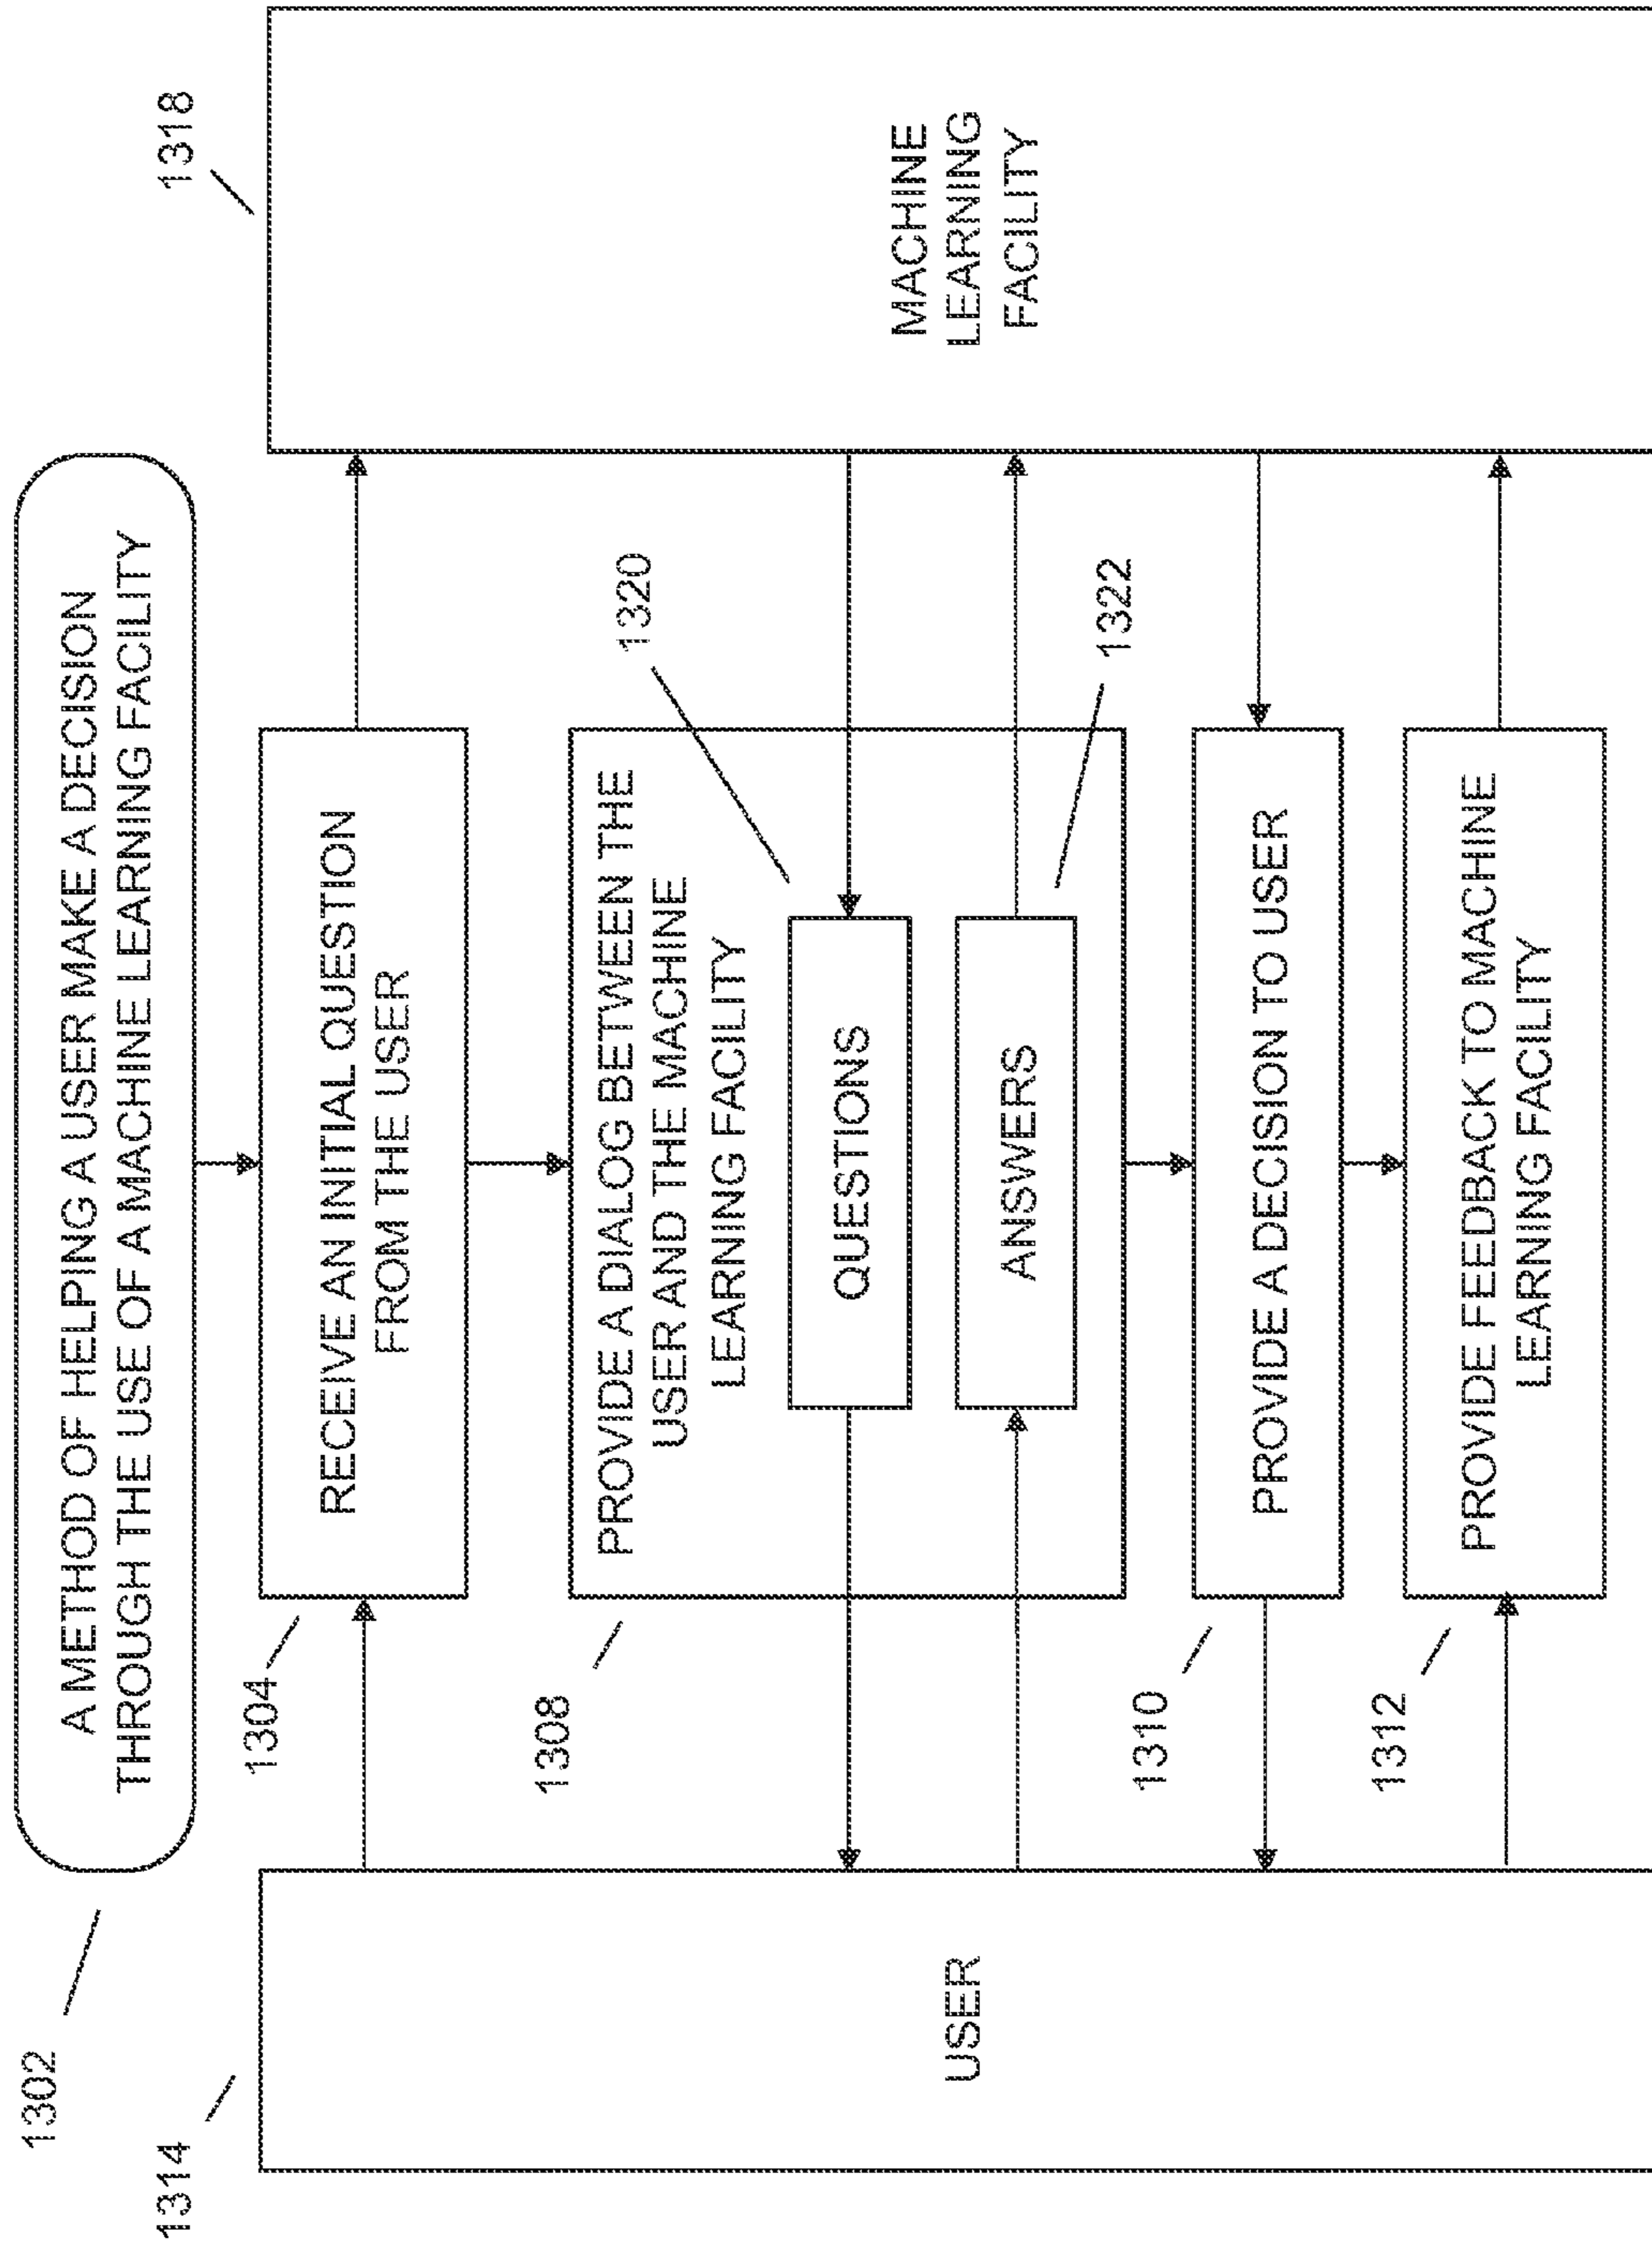 1302
A METHOD OF HELPING A USER MAKE A DECISION
THROUGH THE USE OF A MACHINE LEARNING FACILITY
1314
USER
1304
RECEIVE AN INITIAL QUESTION
FROM THE USER
1308
PROVIDE A DIALOG BETWEEN THE
USER AND THE MACHINE
LEARNING FACILITY
1320
QUESTIONS
ANSWERS
1322
1310
PROVIDE A DECISION TO USER
1312
PROVIDE FEEDBACK TO MACHINE
LEARNING FACILITY
1318
MACHINE
LEARNING
FACILITY